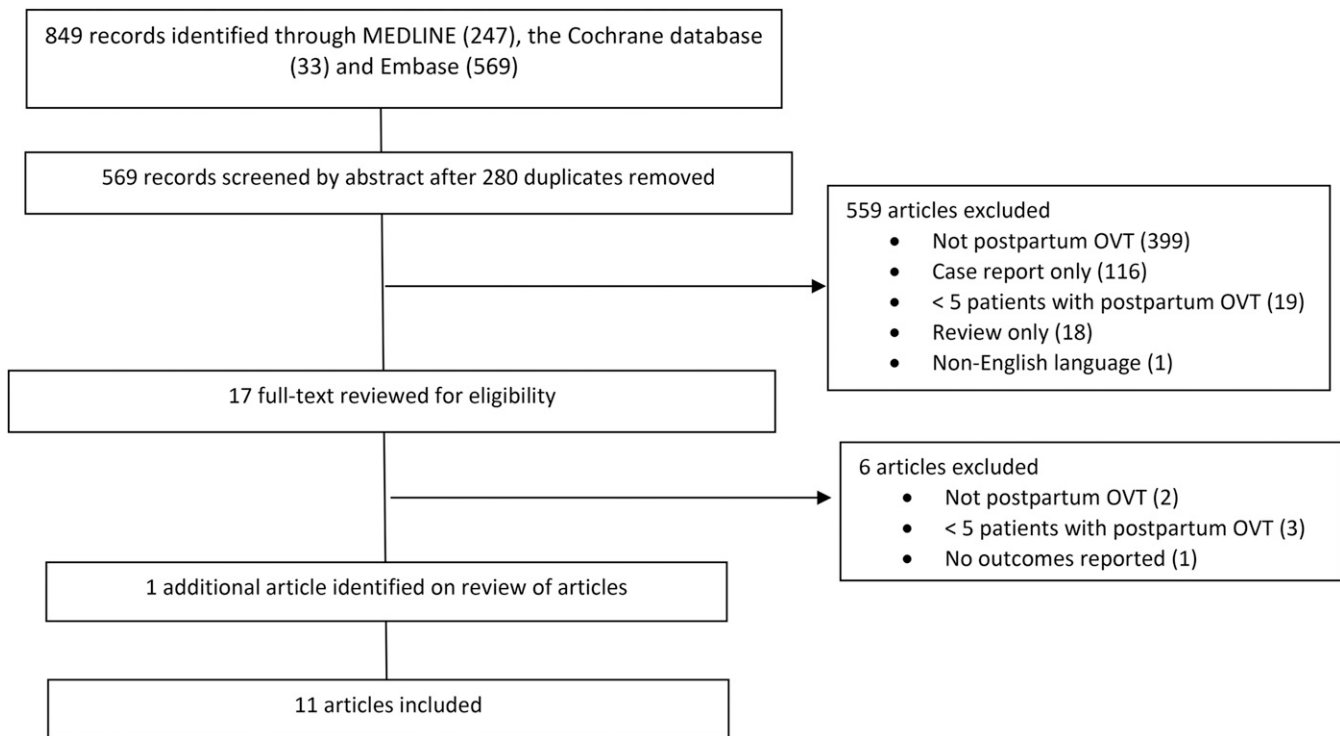 849 records identified through MEDLINE (247), the Cochrane database
(33) and Embase (569)
569 records screened by abstract after 280 duplicates removed
559 articles excluded
• Not postpartum OVT (399)
• Case report only (116)
• < 5 patients with postpartum OVT (19)
• Review only (18)
• Non-English language (1)
17 full-text reviewed for eligibility
6 articles excluded
• Not postpartum OVT (2)
• < 5 patients with postpartum OVT (3)
• No outcomes reported (1)
1 additional article identified on review of articles
11 articles included